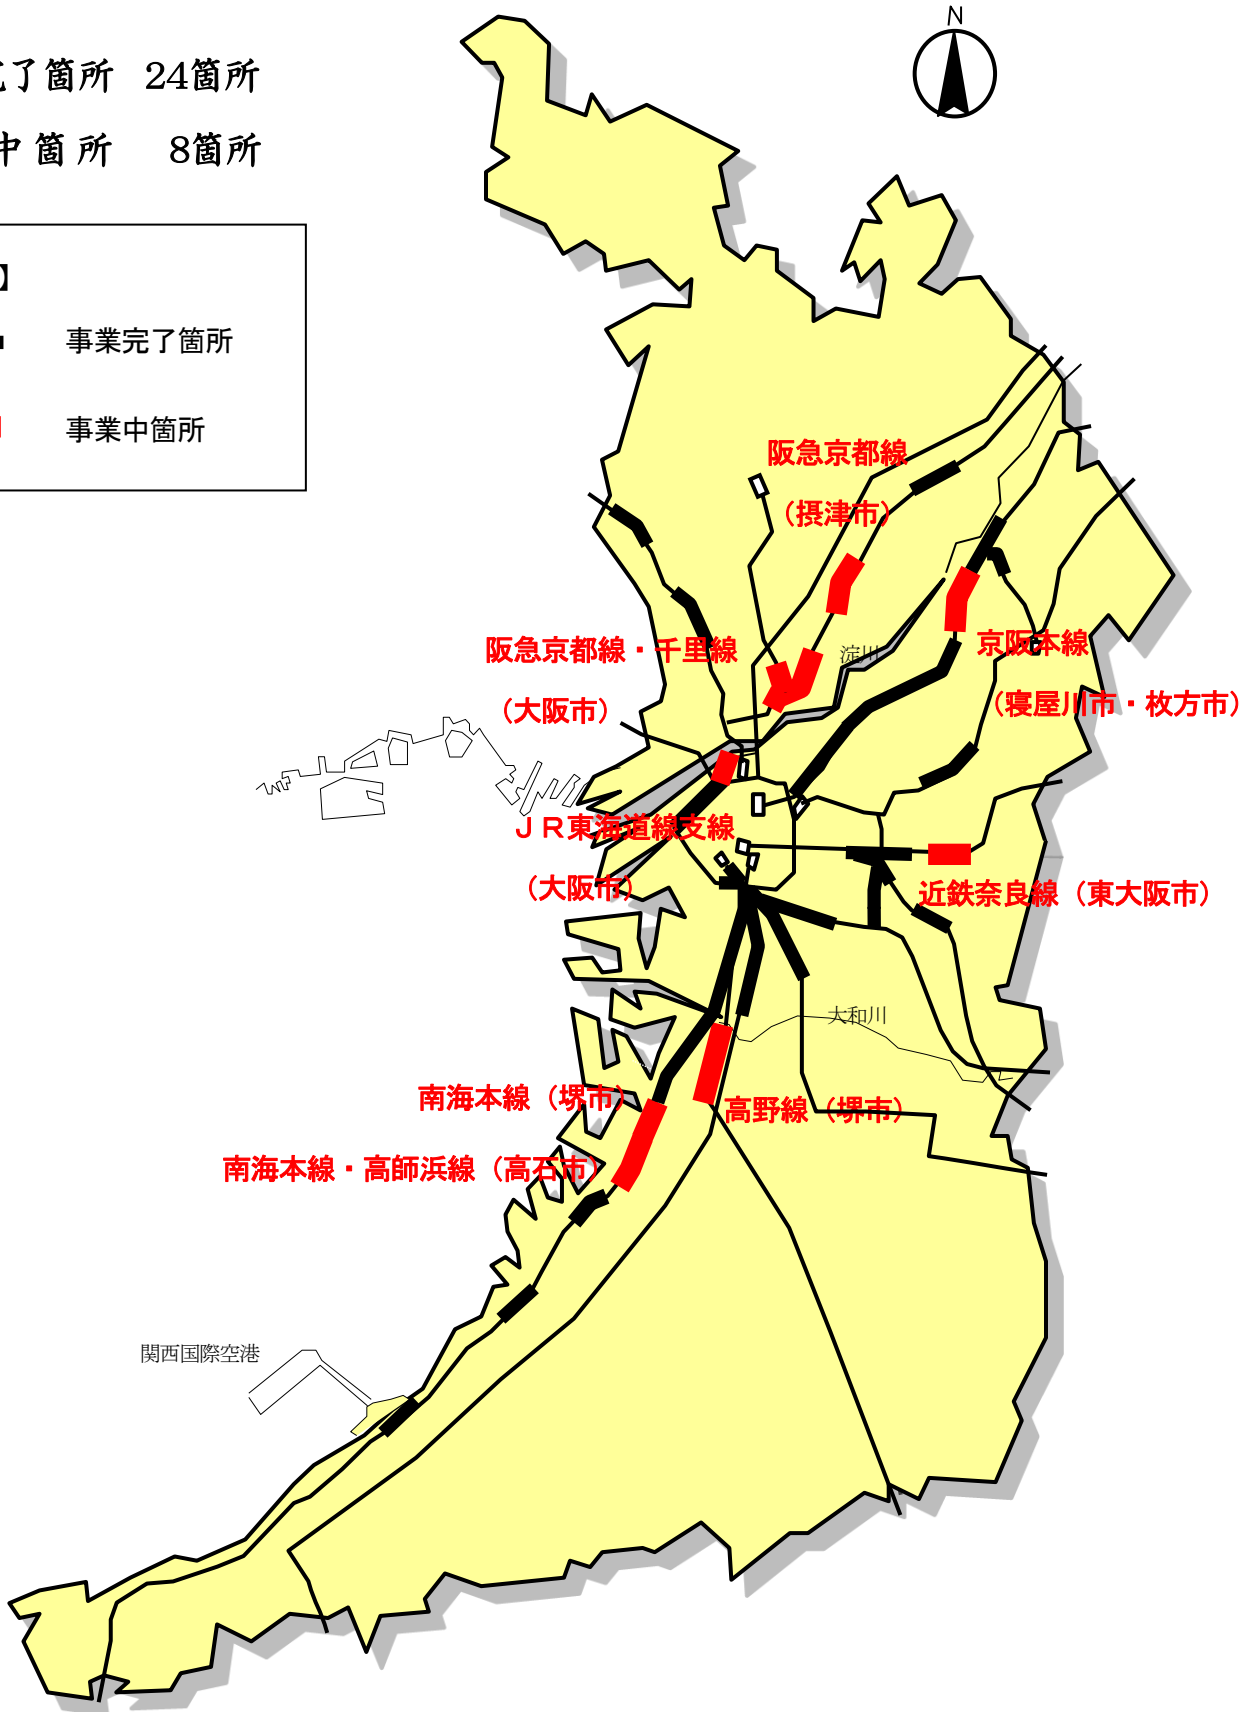 N
了箇所 24箇所
中箇所 8箇所
】
事業完了箇所
事業中箇所
阪急京都線
（摂津市）
阪急京都線・千里線
（大阪市）
淀川
京阪本線
（寝屋川市・枚方市）
ＪＲ東海道線支線
（大阪市）
近鉄奈良線（東大阪市）
大和川
南海本線（堺市）
高野線（堺市）
南海本線・高師浜線（高石市）
関西国際空港